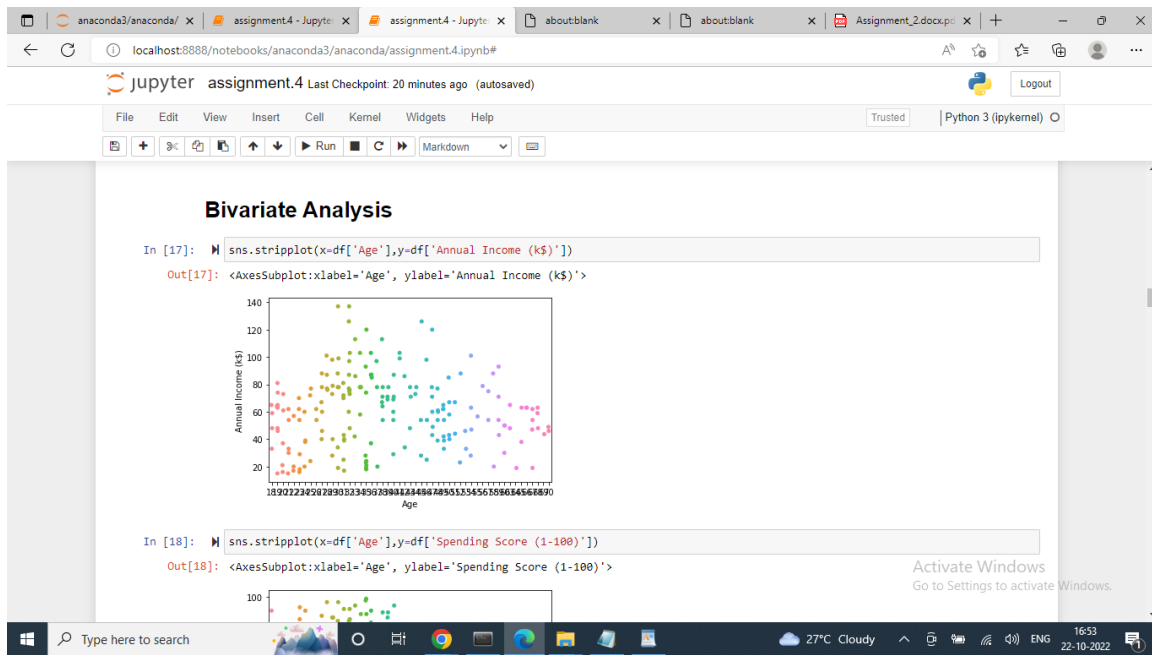 anaconda3/anaconda/
assignment.4 - Jupyte
assignment.4 - Jupyte
about:blank
about:blank
Assignment_2.docx.pd
localhost:8888/notebooks/anaconda3/anaconda/assignment.4.ipynb#
jupyter assignment.4 Last Checkpoint: 20 minutes ago (autosaved)
Logout
File Edit View Insert Cell Kernel Widgets Help
Trusted
Python 3 (ipykernel)
Run
Markdown
Bivariate Analysis
In [17]: sns.stripplot(x=df['Age'],y=df['Annual Income (k$)'])
Out[17]: <AxesSubplot:xlabel='Age', ylabel='Annual Income (k$)'>
140
120
100
80
60
40
20
Annual Income (k$)
Age
In [18]: sns.stripplot(x=df['Age'],y=df['Spending Score (1-100)'])
Out[18]: <AxesSubplot:xlabel='Age', ylabel='Spending Score (1-100)'>
100
Activate Windows
Go to Settings to activate Windows.
Type here to search
27°C Cloudy
ENG
16:53
22-10-2022
1